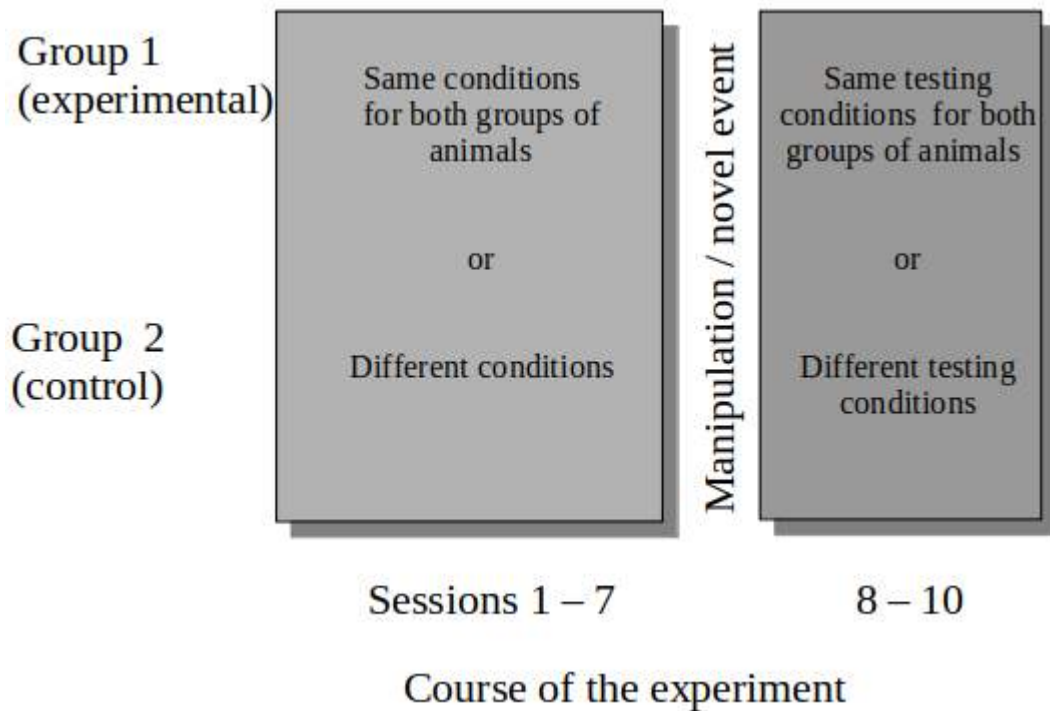 Group 1
(experimental)
Same conditions
for both groups of
animals
or
Different conditions
Group 2
(control)
Manipulation / novel event
Same testing
conditions for both
groups of animals
or
Different testing
conditions
Sessions 1 – 7
8 – 10
Course of the experiment